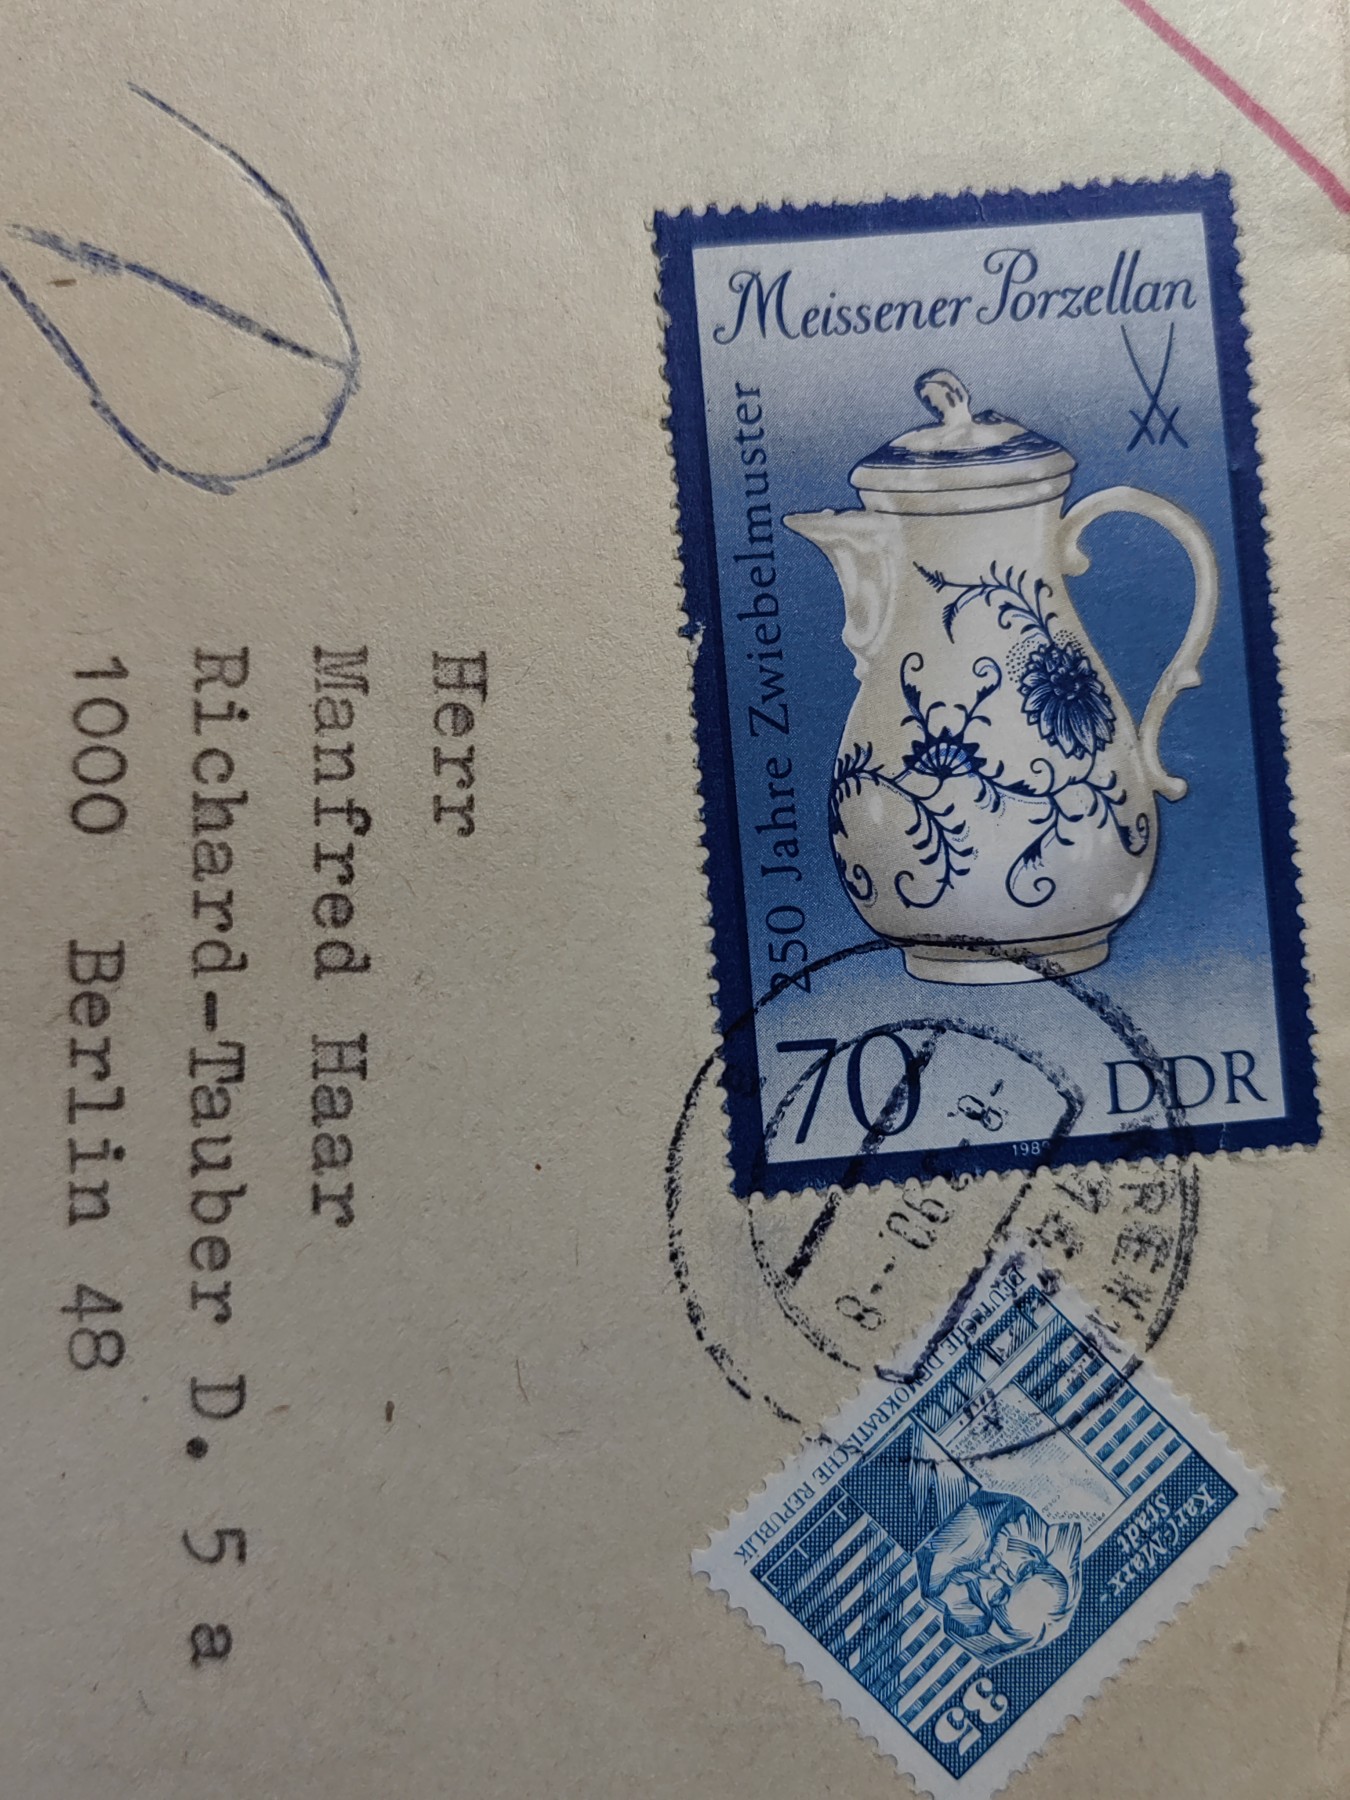 Meissener Porzellan
250 Jahre Zwiebelmuster
70
DDR
DEUTSCHE DEMOKRATISCHE REPUBLIK
Karl-Marx-
Stadt
35
Herr
Manfred Haar
Richard-Tauber D. 5 a
1000 Berlin 48